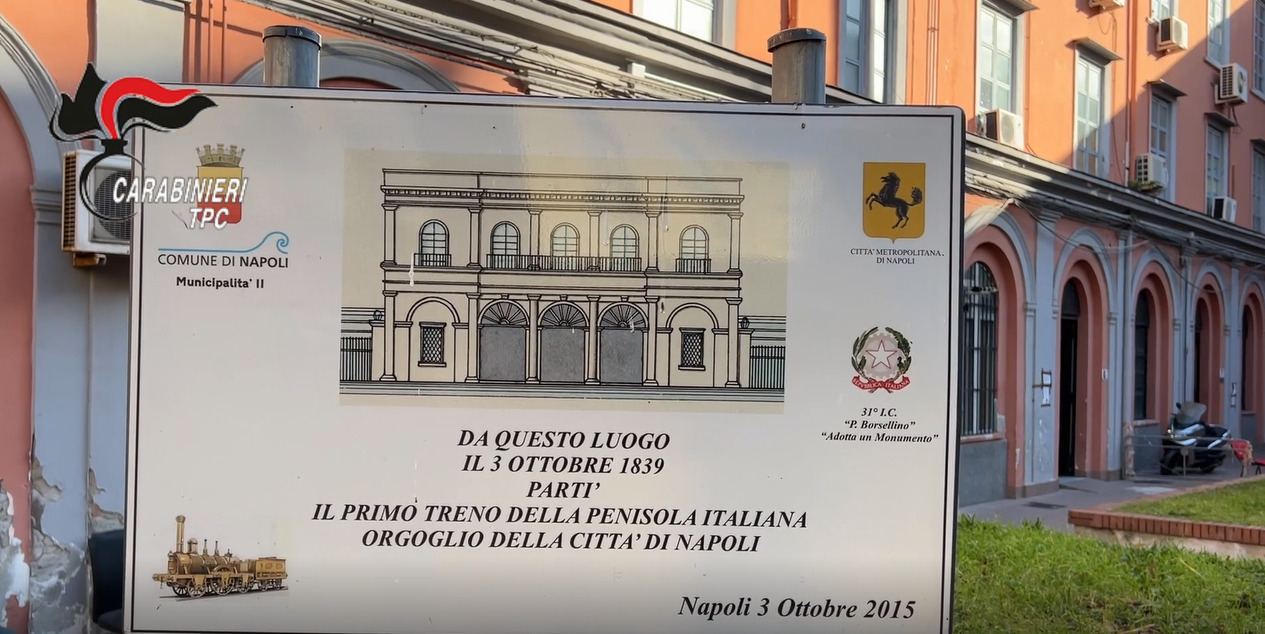 CARABINIERI
TPC
COMUNE DI NAPOLI
Municipalita' II
CITTA' METROPOLITANA
DI NAPOLI
REPVBBLICA ITALIANA
31° I.C.
"P. Borsellino"
"Adotta un Monumento"
DA QUESTO LUOGO
IL 3 OTTOBRE 1839
PARTI'
IL PRIMO TRENO DELLA PENISOLA ITALIANA
ORGOGLIO DELLA CITTA' DI NAPOLI
Napoli 3 Ottobre 2015